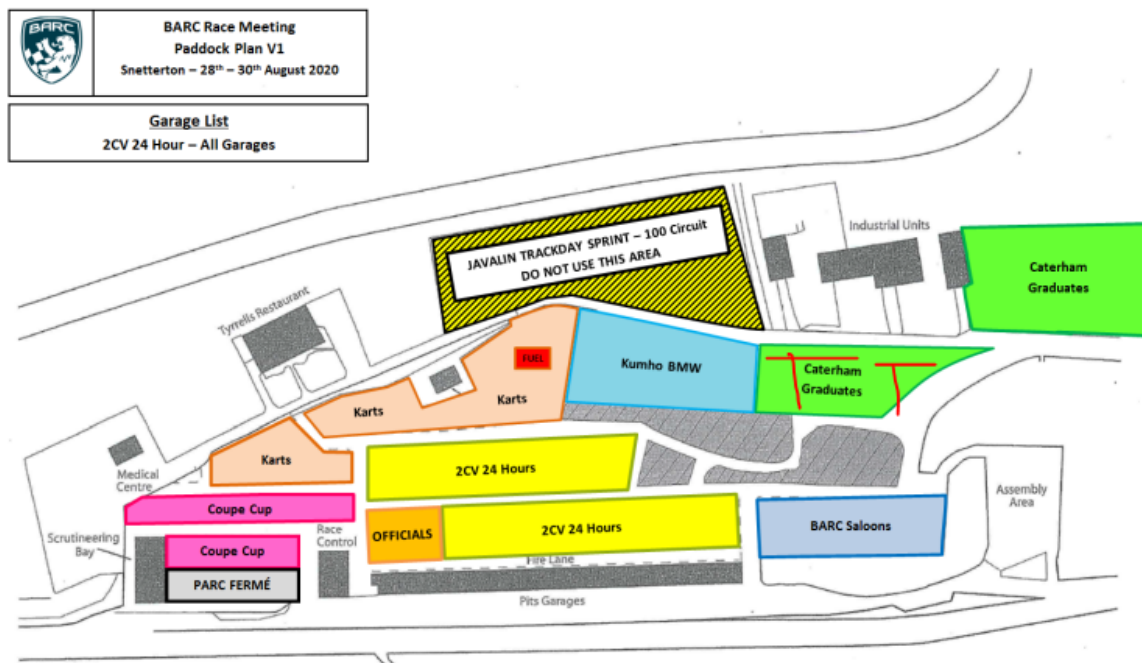 BARC
BARC Race Meeting
Paddock Plan V1
Snetterton – 28th – 30th August 2020
Garage List
2CV 24 Hour – All Garages
JAVALIN TRACKDAY SPRINT – 100 Circuit
DO NOT USE THIS AREA
Industrial Units
Caterham
Graduates
Tyrrells Restaurant
FUEL
Kumho BMW
Caterham
Graduates
Karts
Karts
Karts
Medical
Centre
2CV 24 Hours
Assembly
Area
Coupe Cup
Scrutineering
Bay
Race
Control
OFFICIALS
2CV 24 Hours
BARC Saloons
Coupe Cup
Fire Lane
PARC FERMÉ
Pits Garages